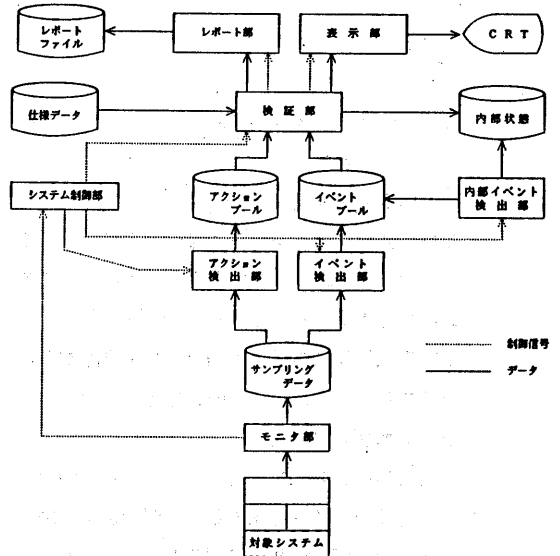 レポート
ファイル
レポート部
表示部
CRT
仕様データ
検証部
内部状態
システム制御部
アクション
プール
イベント
プール
内部イベント
検出部
アクション
検出部
イベント
検出部
サンプリング
データ
制御信号
データ
モニタ部
対象システム